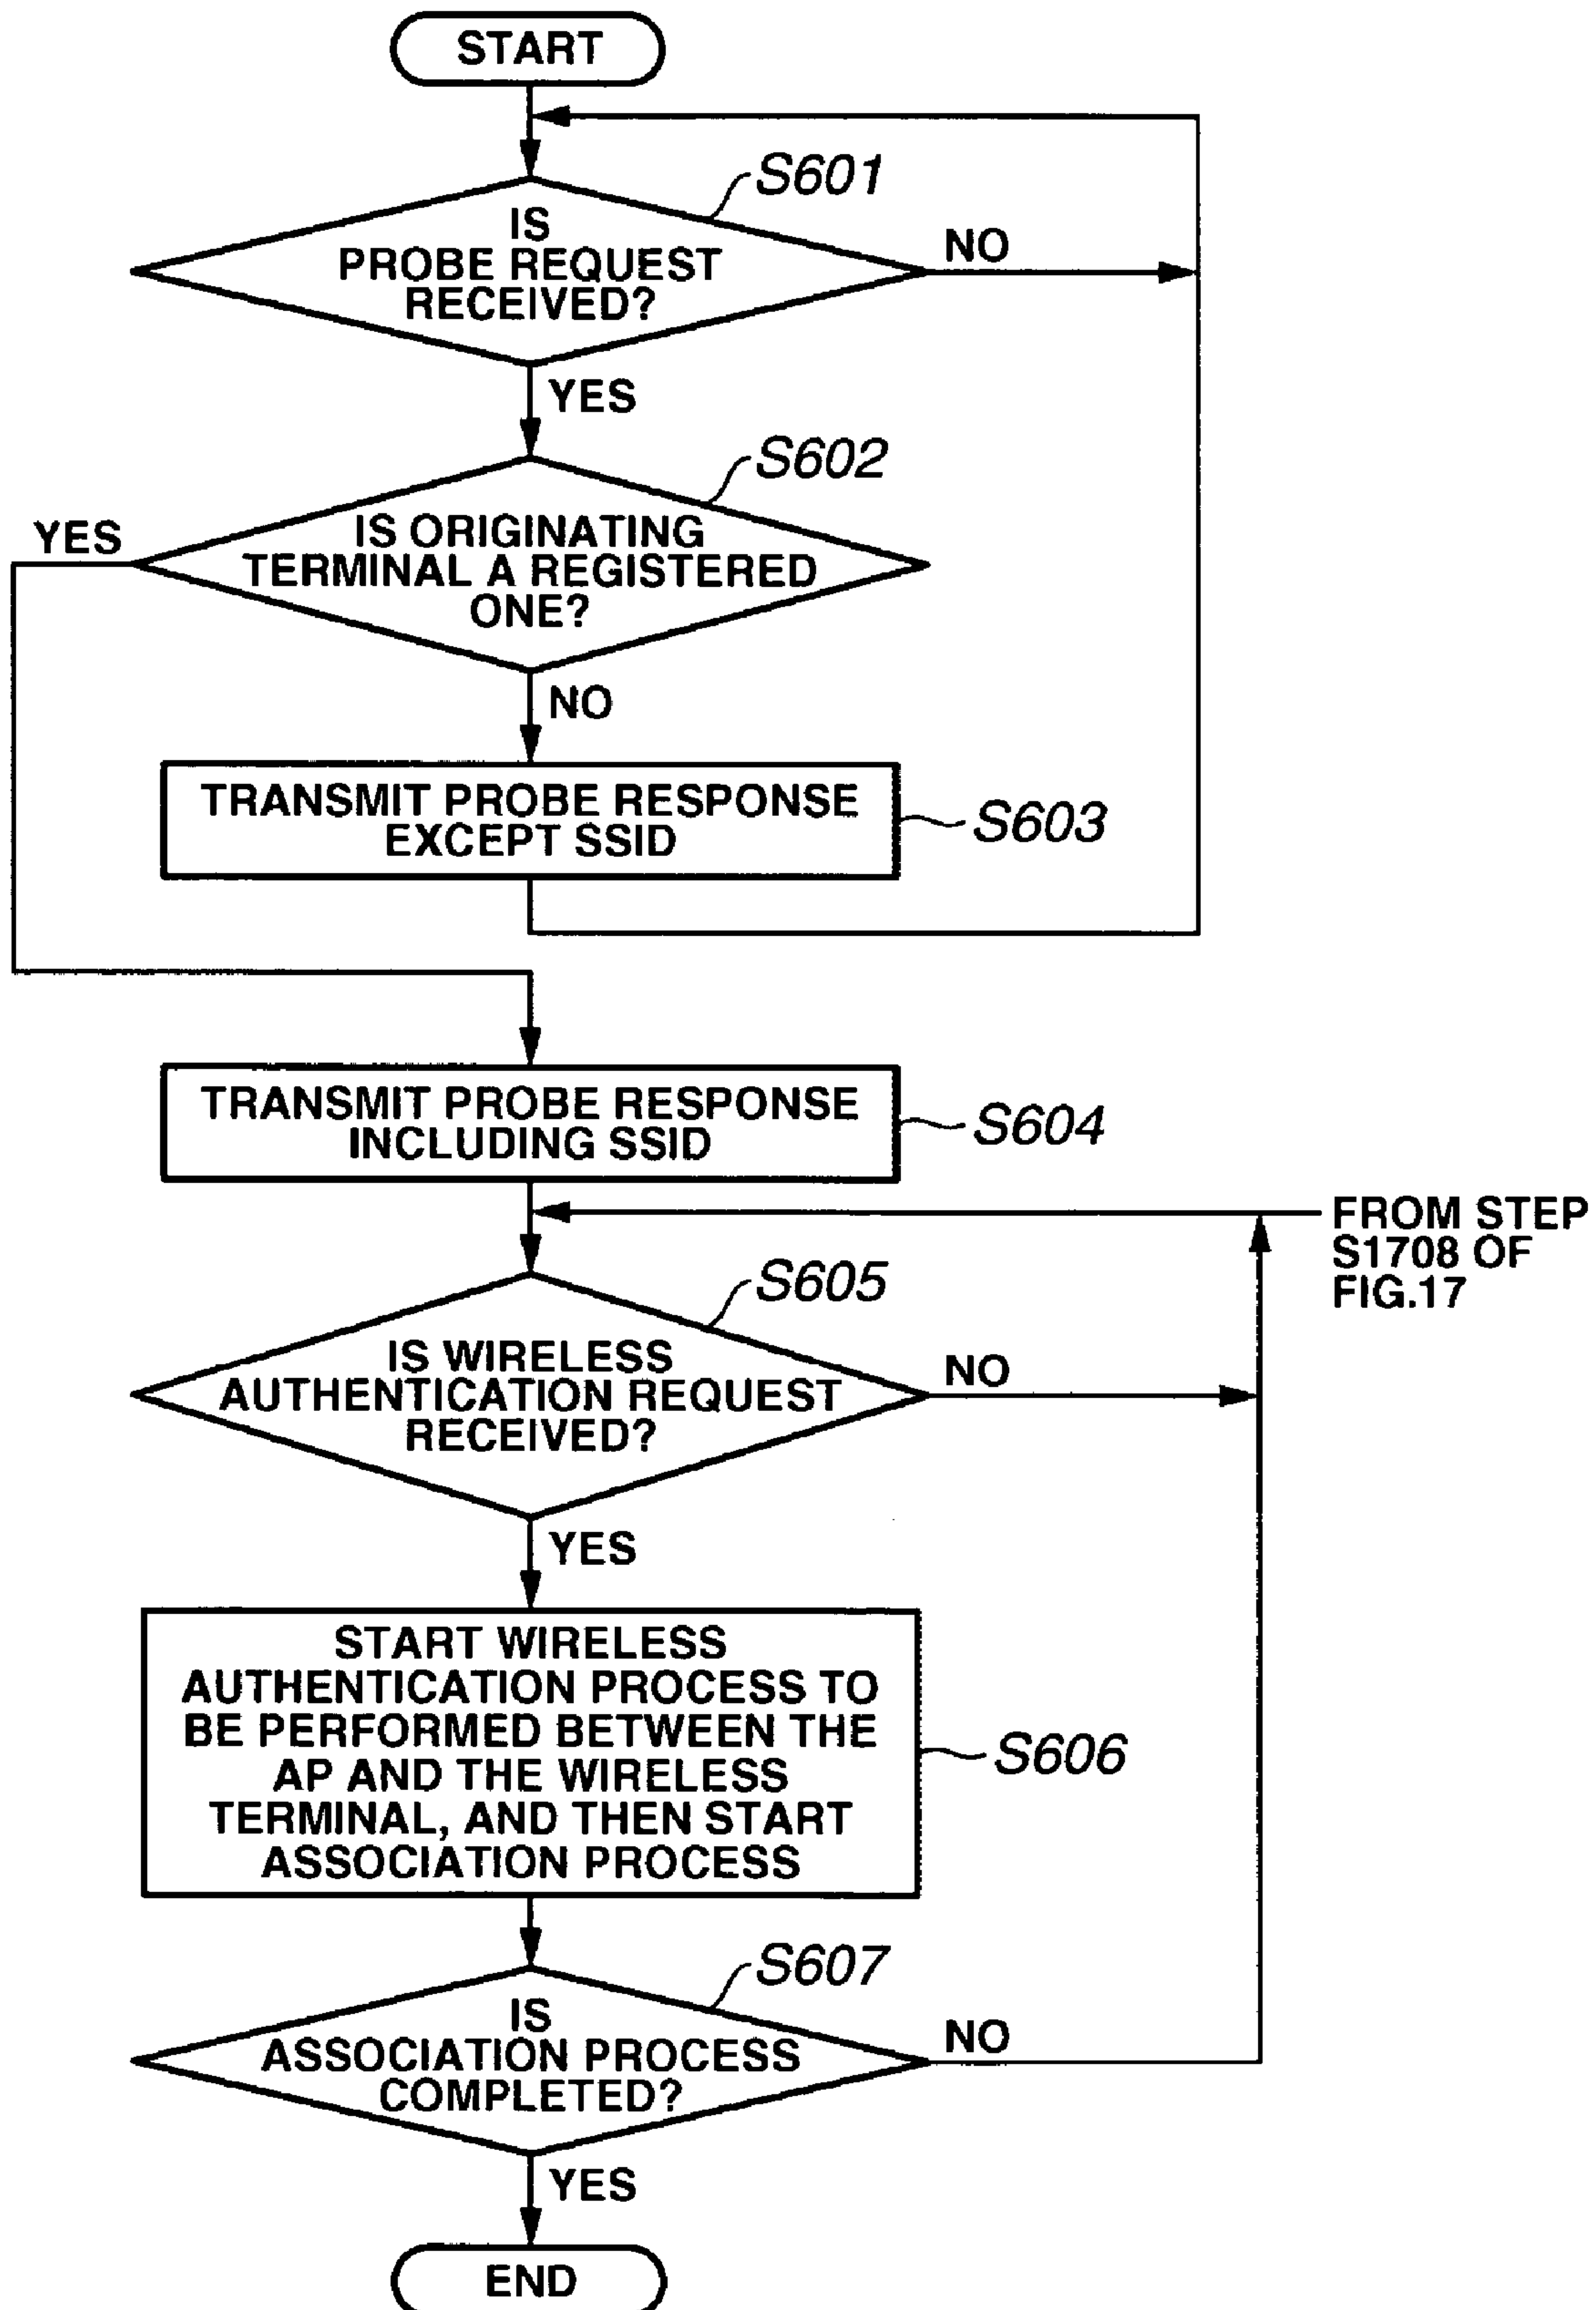 START
S601
IS
PROBE REQUEST
RECEIVED?
NO
YES
S602
YES
IS ORIGINATING
TERMINAL A REGISTERED
ONE?
NO
TRANSMIT PROBE RESPONSE
EXCEPT SSID
S603
TRANSMIT PROBE RESPONSE
INCLUDING SSID
S604
FROM STEP
S1708 OF
FIG.17
S605
IS WIRELESS
AUTHENTICATION REQUEST
RECEIVED?
NO
YES
START WIRELESS
AUTHENTICATION PROCESS TO
BE PERFORMED BETWEEN THE
AP AND THE WIRELESS
TERMINAL, AND THEN START
ASSOCIATION PROCESS
S606
S607
IS
ASSOCIATION PROCESS
COMPLETED?
NO
YES
END